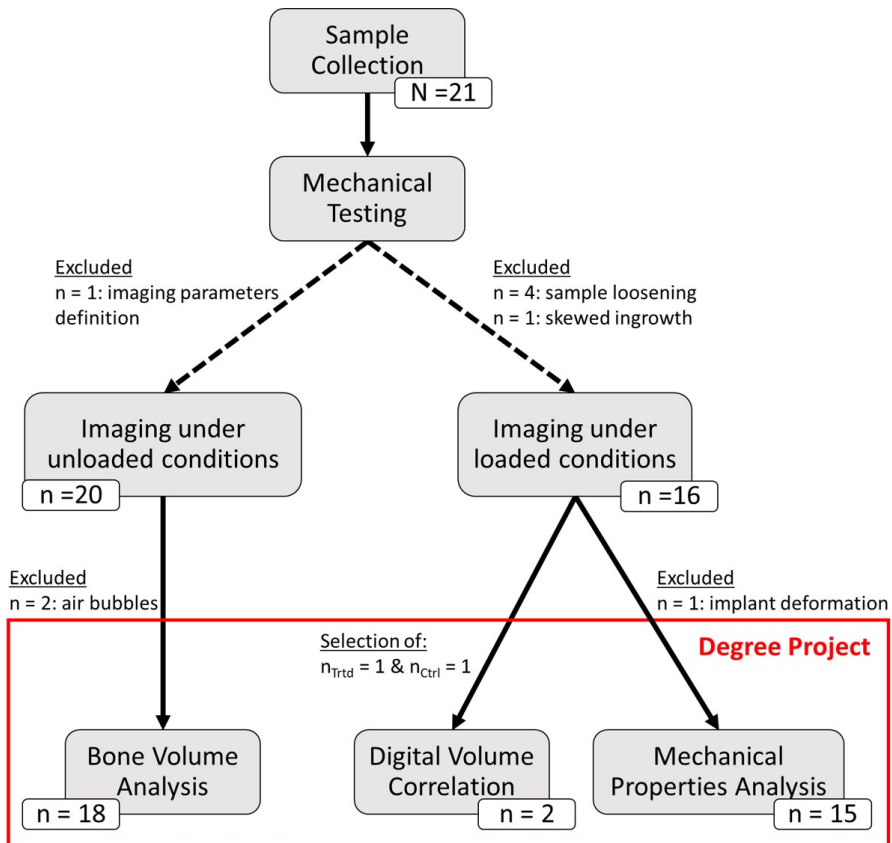 Sample
Collection
N =21
Mechanical
Testing
Excluded
n = 1: imaging parameters
definition
Excluded
n = 4: sample loosening
n = 1: skewed ingrowth
Imaging under
unloaded conditions
n =20
Imaging under
loaded conditions
n =16
Excluded
n = 2: air bubbles
Excluded
n = 1: implant deformation
Selection of:
nTrtd = 1 & nCtrl = 1
Degree Project
Bone Volume
Analysis
n = 18
Digital Volume
Correlation
n = 2
Mechanical
Properties Analysis
n = 15